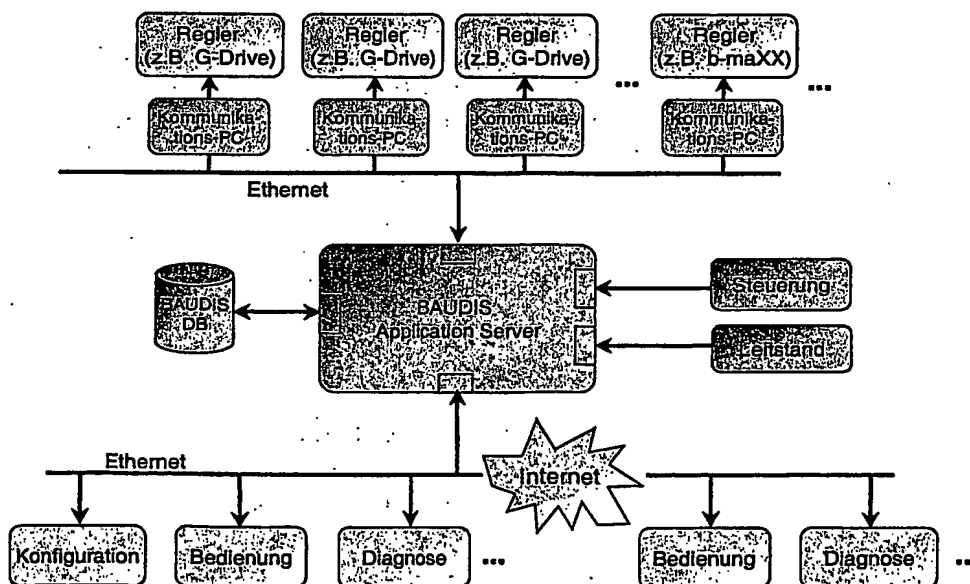 Regler
(z.B. G-Drive)
Regler
(z.B. G-Drive)
Regler
(z.B. G-Drive)
...
Regler
(z.B. b-maXX)
...
Kommunika-
tions-PC
Kommunika-
tions-PC
Kommunika-
tions-PC
Kommunika-
tions-PC
Ethernet
BAUDIS
DB
BAUDIS
Application Server
Steuerung
Leitstand
Ethernet
Internet
Konfiguration
Bedienung
Diagnose
...
Bedienung
Diagnose
...